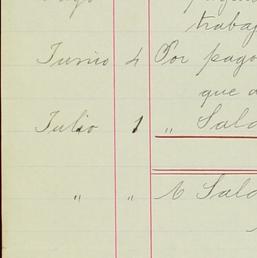 trabaj
Junio 4 Por pago
que a
Julio 1 " Sald
" " A Sald